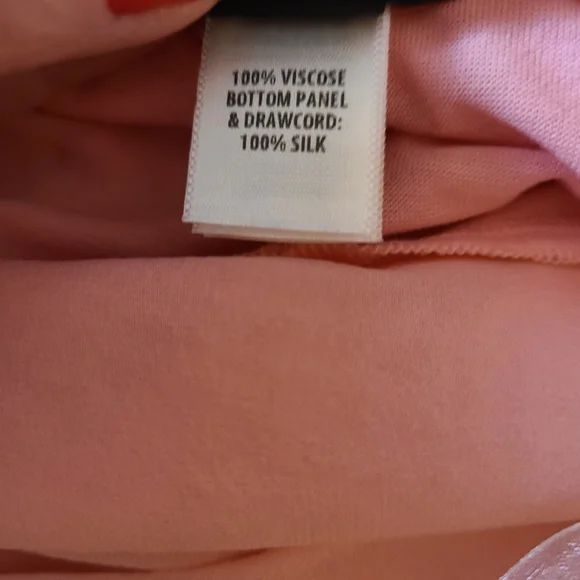 100% VISCOSE
BOTTOM PANEL
& DRAWCORD:
100% SILK